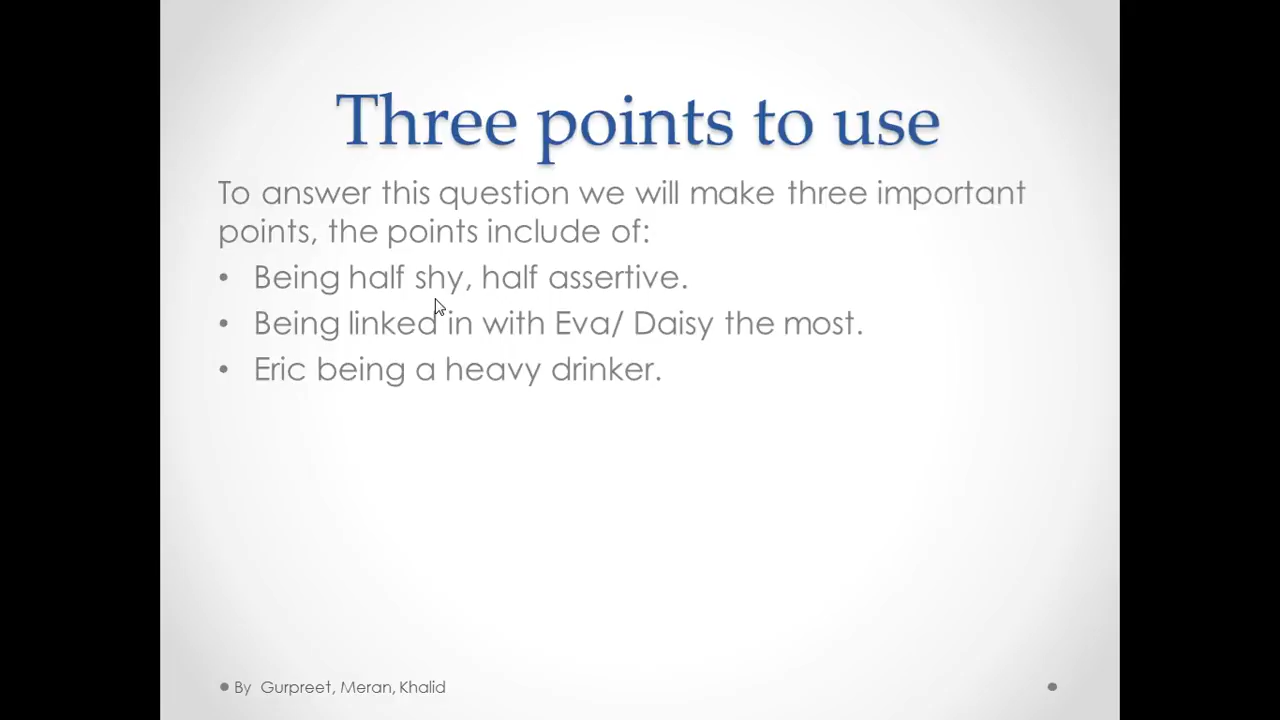 Three points to use
To answer this question we will make three important
points, the points include of:
• Being half shy, half assertive.
• Being linked in with Eva/ Daisy the most.
• Eric being a heavy drinker.
By Gurpreet, Meran, Khalid